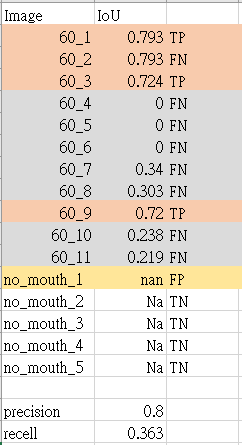 Image IoU
60_1 0.793 TP
60_2 0.793 FN
60_3 0.724 TP
60_4 0 FN
60_5 0 FN
60_6 0 FN
60_7 0.34 FN
60_8 0.303 FN
60_9 0.72 TP
60_10 0.238 FN
60_11 0.219 FN
no_mouth_1 nan FP
no_mouth_2 Na TN
no_mouth_3 Na TN
no_mouth_4 Na TN
no_mouth_5 Na TN
precision 0.8
recell 0.363